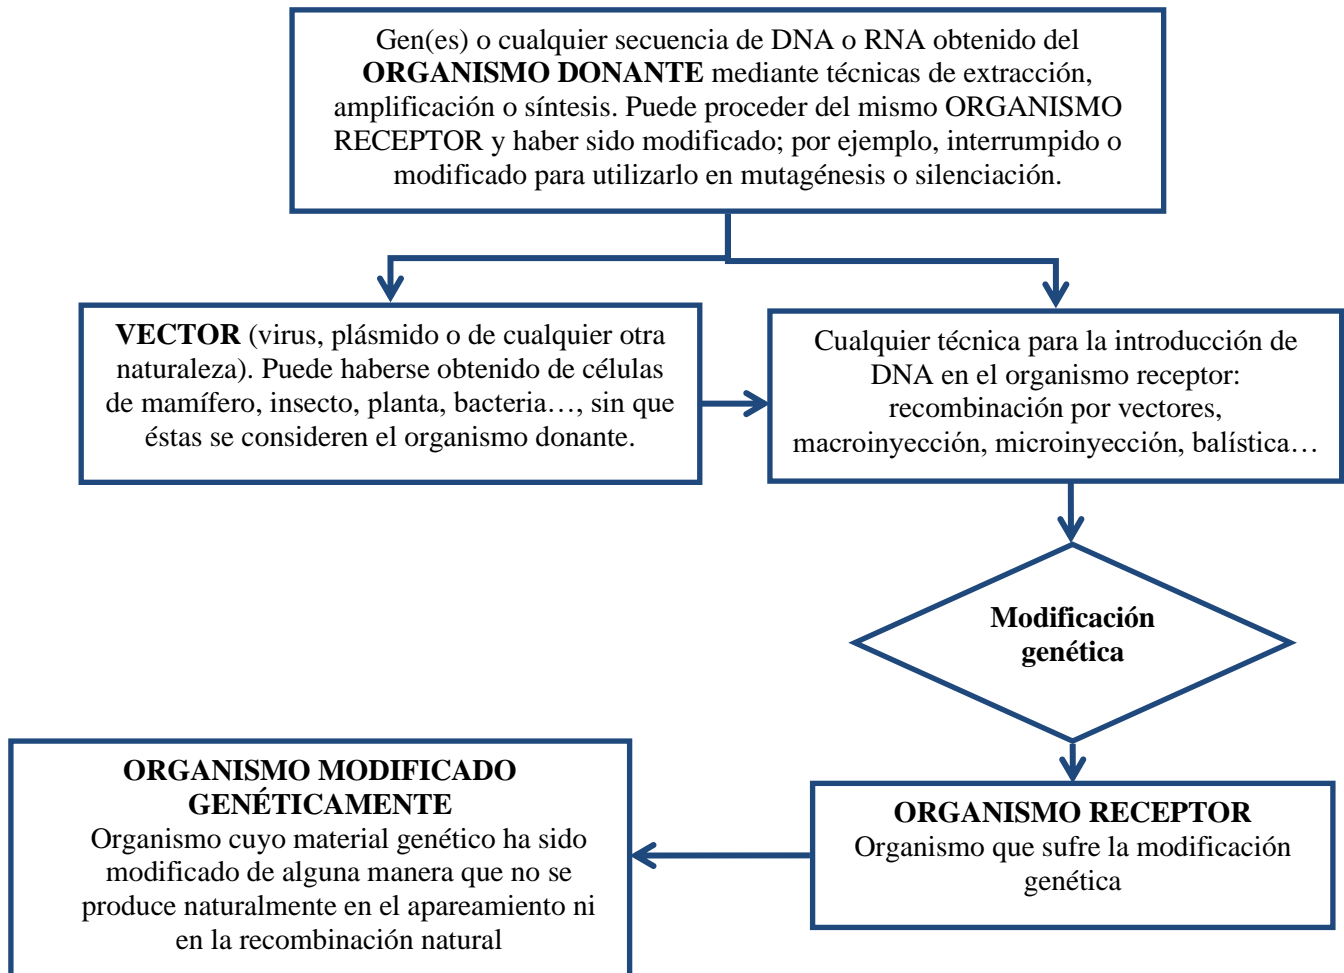 Gen(es) o cualquier secuencia de DNA o RNA obtenido del
ORGANISMO DONANTE mediante técnicas de extracción,
amplificación o síntesis. Puede proceder del mismo ORGANISMO
RECEPTOR y haber sido modificado; por ejemplo, interrumpido o
modificado para utilizarlo en mutagénesis o silenciación.
VECTOR (virus, plásmido o de cualquier otra
naturaleza). Puede haberse obtenido de células
de mamífero, insecto, planta, bacteria…, sin que
éstas se consideren el organismo donante.
Cualquier técnica para la introducción de
DNA en el organismo receptor:
recombinación por vectores,
macroinyección, microinyección, balística…
Modificación
genética
ORGANISMO RECEPTOR
Organismo que sufre la modificación
genética
ORGANISMO MODIFICADO
GENÉTICAMENTE
Organismo cuyo material genético ha sido
modificado de alguna manera que no se
produce naturalmente en el apareamiento ni
en la recombinación natural